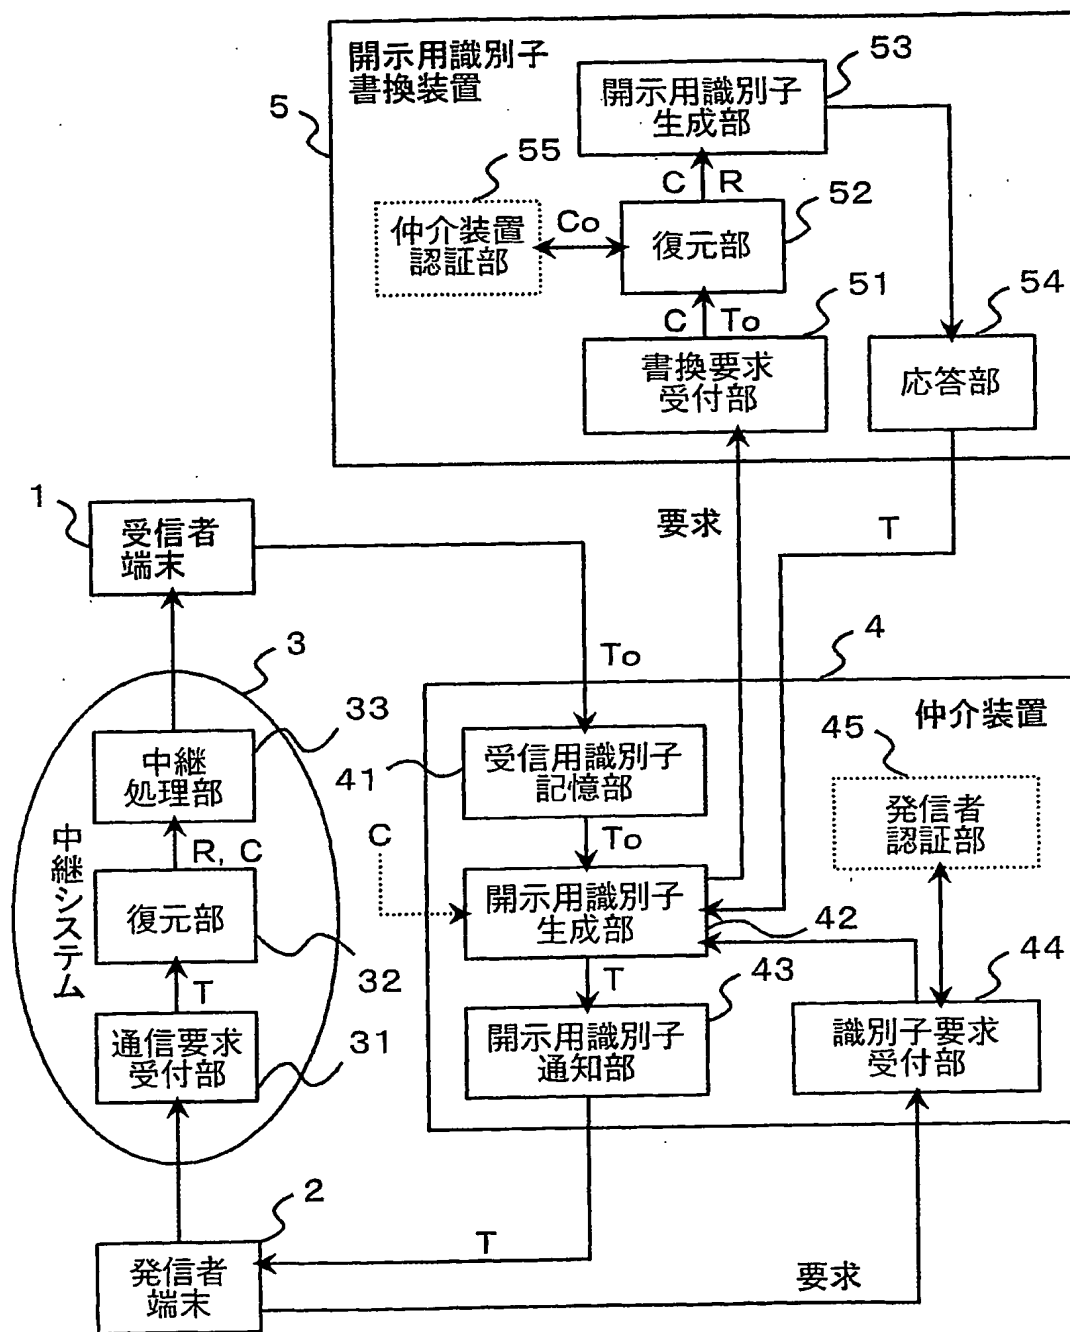 開示用識別子
書換装置
5
53
開示用識別子
生成部
55
C R
52
仲介装置
認証部
Co
復元部
51
54
C To
書換要求
受付部
応答部
1
受信者
端末
要求
T
3
To
4
仲介装置
33
中継
処理部
41
受信用識別子
記憶部
45
発信者
認証部
R, C
C
To
中継システム
復元部
開示用識別子
生成部
42
32
T
T
43
44
通信要求
受付部
31
開示用識別子
通知部
識別子要求
受付部
2
T
発信者
端末
要求